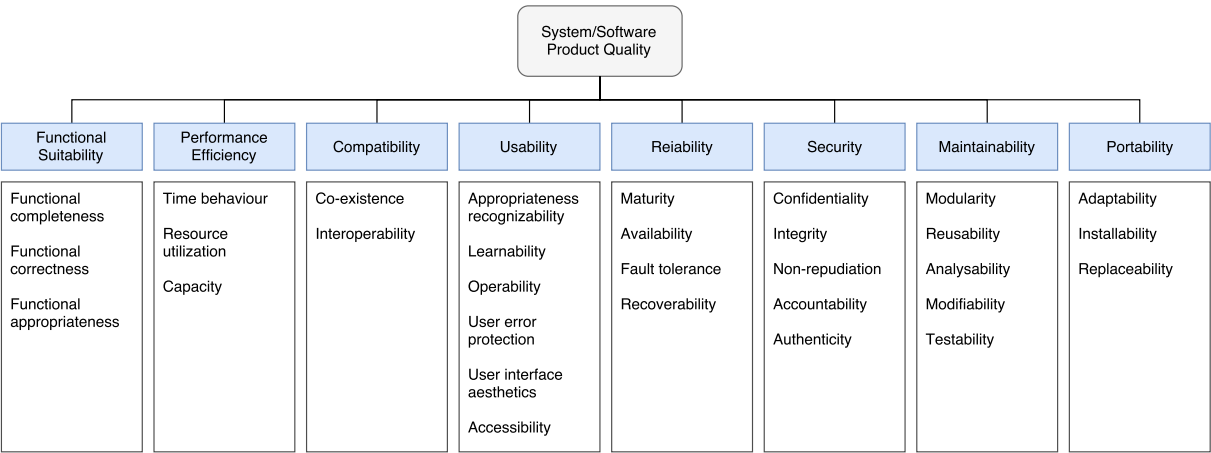 System/Software
Product Quality
Functional
Suitability
Performance
Efficiency
Compatibility
Usability
Reiability
Security
Maintainability
Portability
Functional
completeness
Functional
correctness
Functional
appropriateness
Time behaviour
Resource
utilization
Capacity
Co-existence
Interoperability
Appropriateness
recognizability
Learnability
Operability
User error
protection
User interface
aesthetics
Accessibility
Maturity
Availability
Fault tolerance
Recoverability
Confidentiality
Integrity
Non-repudiation
Accountability
Authenticity
Modularity
Reusability
Analysability
Modifiability
Testability
Adaptability
Installability
Replaceability